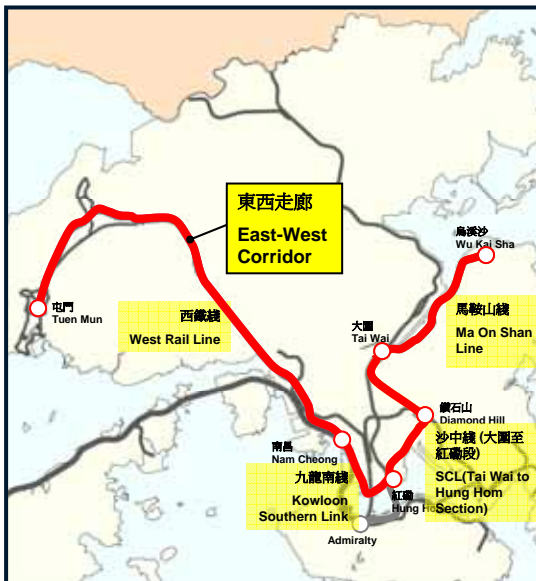 東西走廊
East-West
Corridor
烏溪沙
Wu Kai Sha
屯門
Tuen Mun
西鐵綫
West Rail Line
大圍
Tai Wai
馬鞍山綫
Ma On Shan
Line
鑽石山
Diamond Hill
南昌
Nam Cheong
沙中綫 (大圍至
紅磡段)
SCL(Tai Wai to
Hung Hom
Section)
九龍南綫
Kowloon
Southern Link
紅磡
Hung Ho
Admiralty